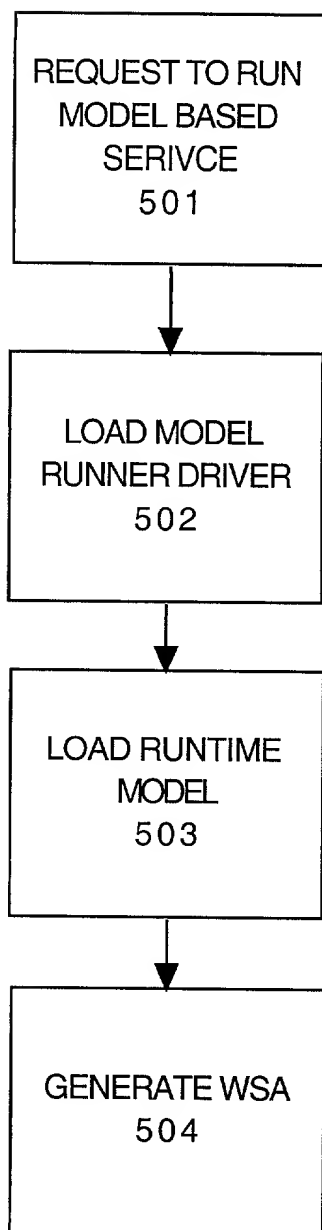 REQUEST TO RUN
MODEL BASED
SERIVCE
501
LOAD MODEL
RUNNER DRIVER
502
LOAD RUNTIME
MODEL
503
GENERATE WSA
504